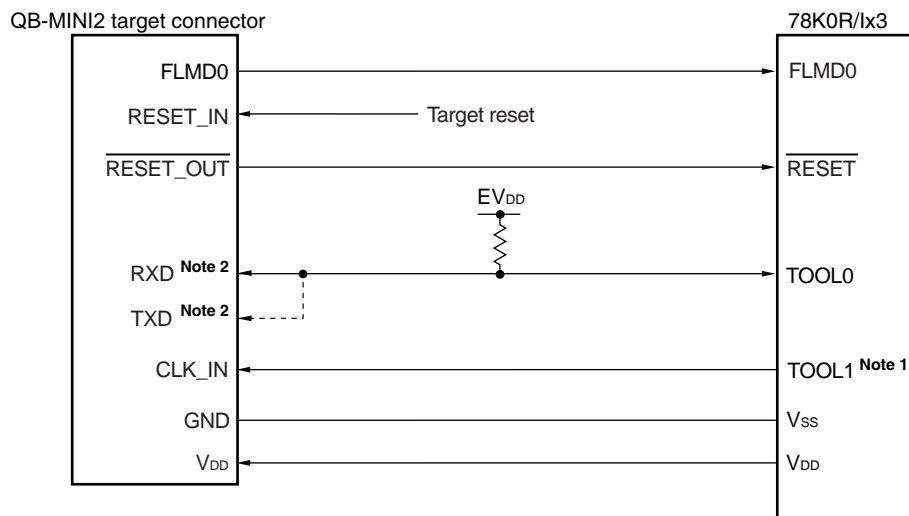 QB-MINI2 target connector
78K0R/Ix3
FLMD0
FLMD0
RESET_IN
Target reset
RESET_OUT
RESET
EVDD
RXD Note 2
TOOL0
TXD Note 2
CLK_IN
TOOL1 Note 1
GND
VSS
VDD
VDD